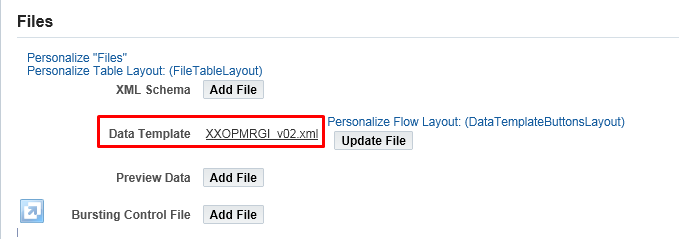 Files
Personalize "Files"
Personalize Table Layout: (FileTableLayout)
XML Schema Add File
Personalize Flow Layout: (DataTemplateButtonsLayout)
Data Template XXOPMRGI_v02.xml
Update File
Preview Data Add File
Bursting Control File Add File